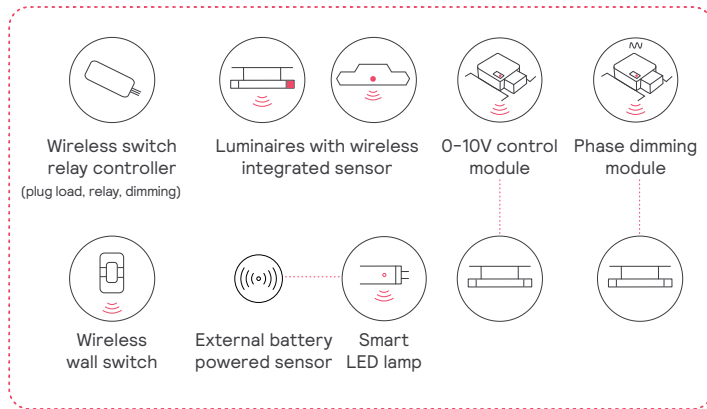 Wireless switch
relay controller
(plug load, relay, dimming)
Luminaires with wireless
integrated sensor
0-10V control
module
Phase dimming
module
Wireless
wall switch
External battery
powered sensor
Smart
LED lamp